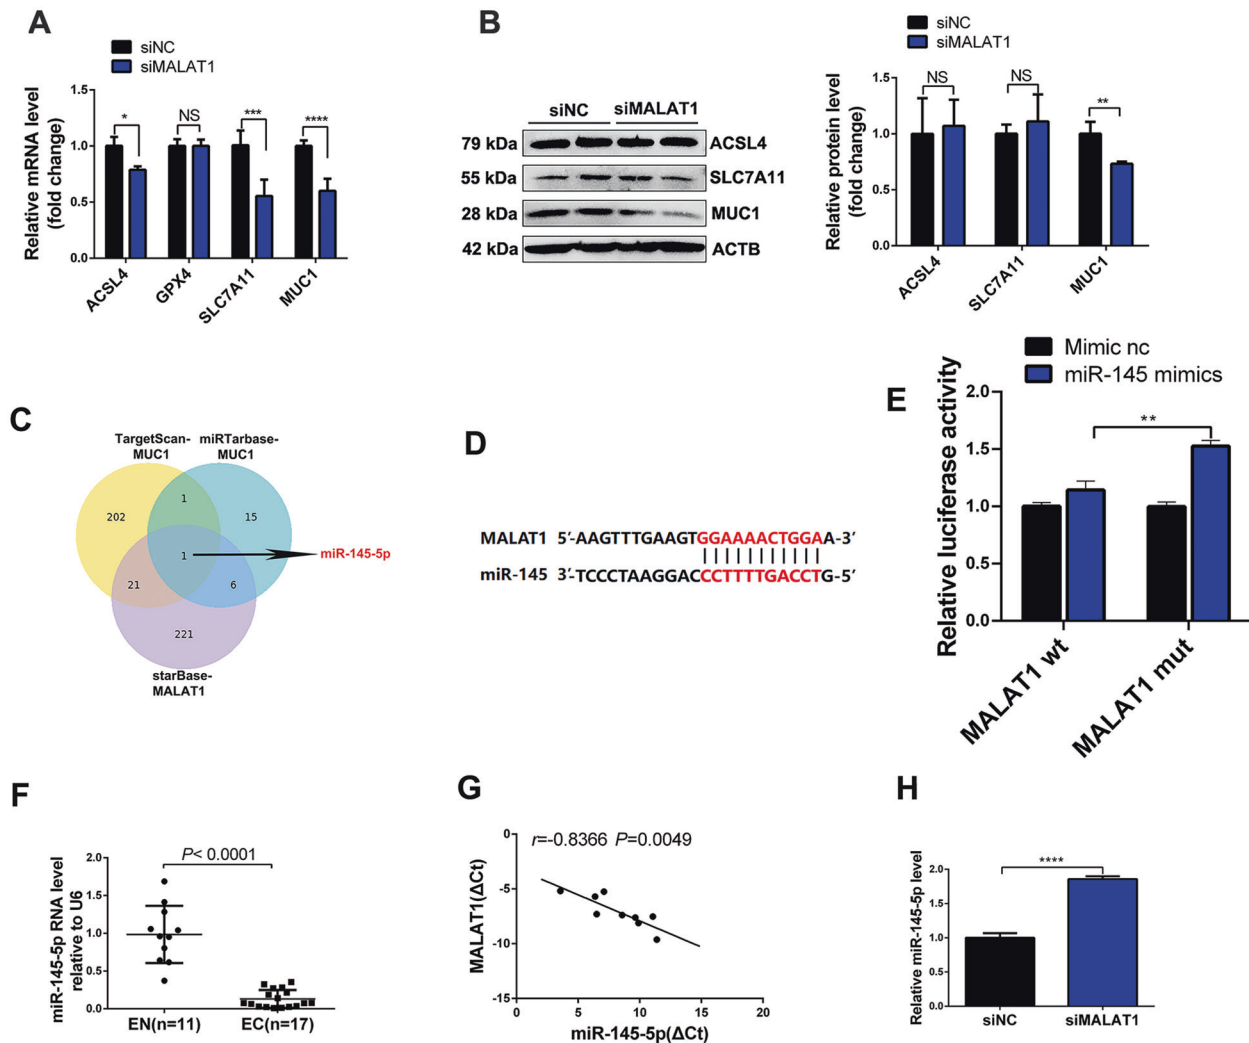 A
siNC
siMALAT1
Relative mRNA level
(fold change)
1.5
1.0
0.5
0.0
*
NS
***
****
ACSL4
GPX4
SLC7A11
MUC1
B
siNC siMALAT1
79 kDa ACSL4
55 kDa SLC7A11
28 kDa MUC1
42 kDa ACTB
siNC
siMALAT1
Relative protein level
(fold change)
1.5
1.0
0.5
0.0
NS
NS
**
ACSL4
SLC7A11
MUC1
C
TargetScan-
MUC1
miRTarbase-
MUC1
202
1
15
1
miR-145-5p
21
6
221
starBase-
MALAT1
D
MALAT1 5′-AAGTTTGAAGTGGAAAACTGGAA-3′
miR-145 3′-TCCCTAAGGACCCTTTTGACCTG-5′
E
Mimic nc
miR-145 mimics
Relative luciferase activity
2.0
1.5
1.0
0.5
0.0
**
MALAT1 wt
MALAT1 mut
F
miR-145-5p RNA level
relative to U6
2.0
1.5
1.0
0.5
0.0
P< 0.0001
EN(n=11)
EC(n=17)
G
r=-0.8366 P=0.0049
MALAT1(ΔCt)
0
-5
-10
-15
0 5 10 15 20
miR-145-5p(ΔCt)
H
Relative miR-145-5p level
2.0
1.5
1.0
0.5
0.0
****
siNC
siMALAT1